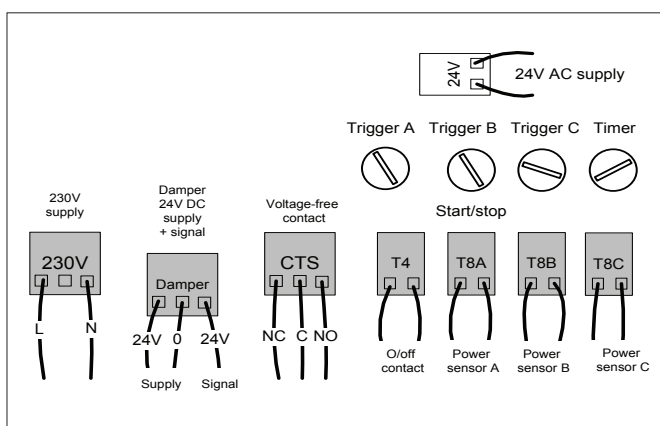 24V
24V AC supply
Trigger A
Trigger B
Trigger C
Timer
Start/stop
230V
supply
230V
L
N
Damper
24V DC
supply
+ signal
Damper
24V
0
24V
Supply
Signal
Voltage-free
contact
CTS
NC
C
NO
T4
O/off
contact
T8A
Power
sensor A
T8B
Power
sensor B
T8C
Power
sensor C